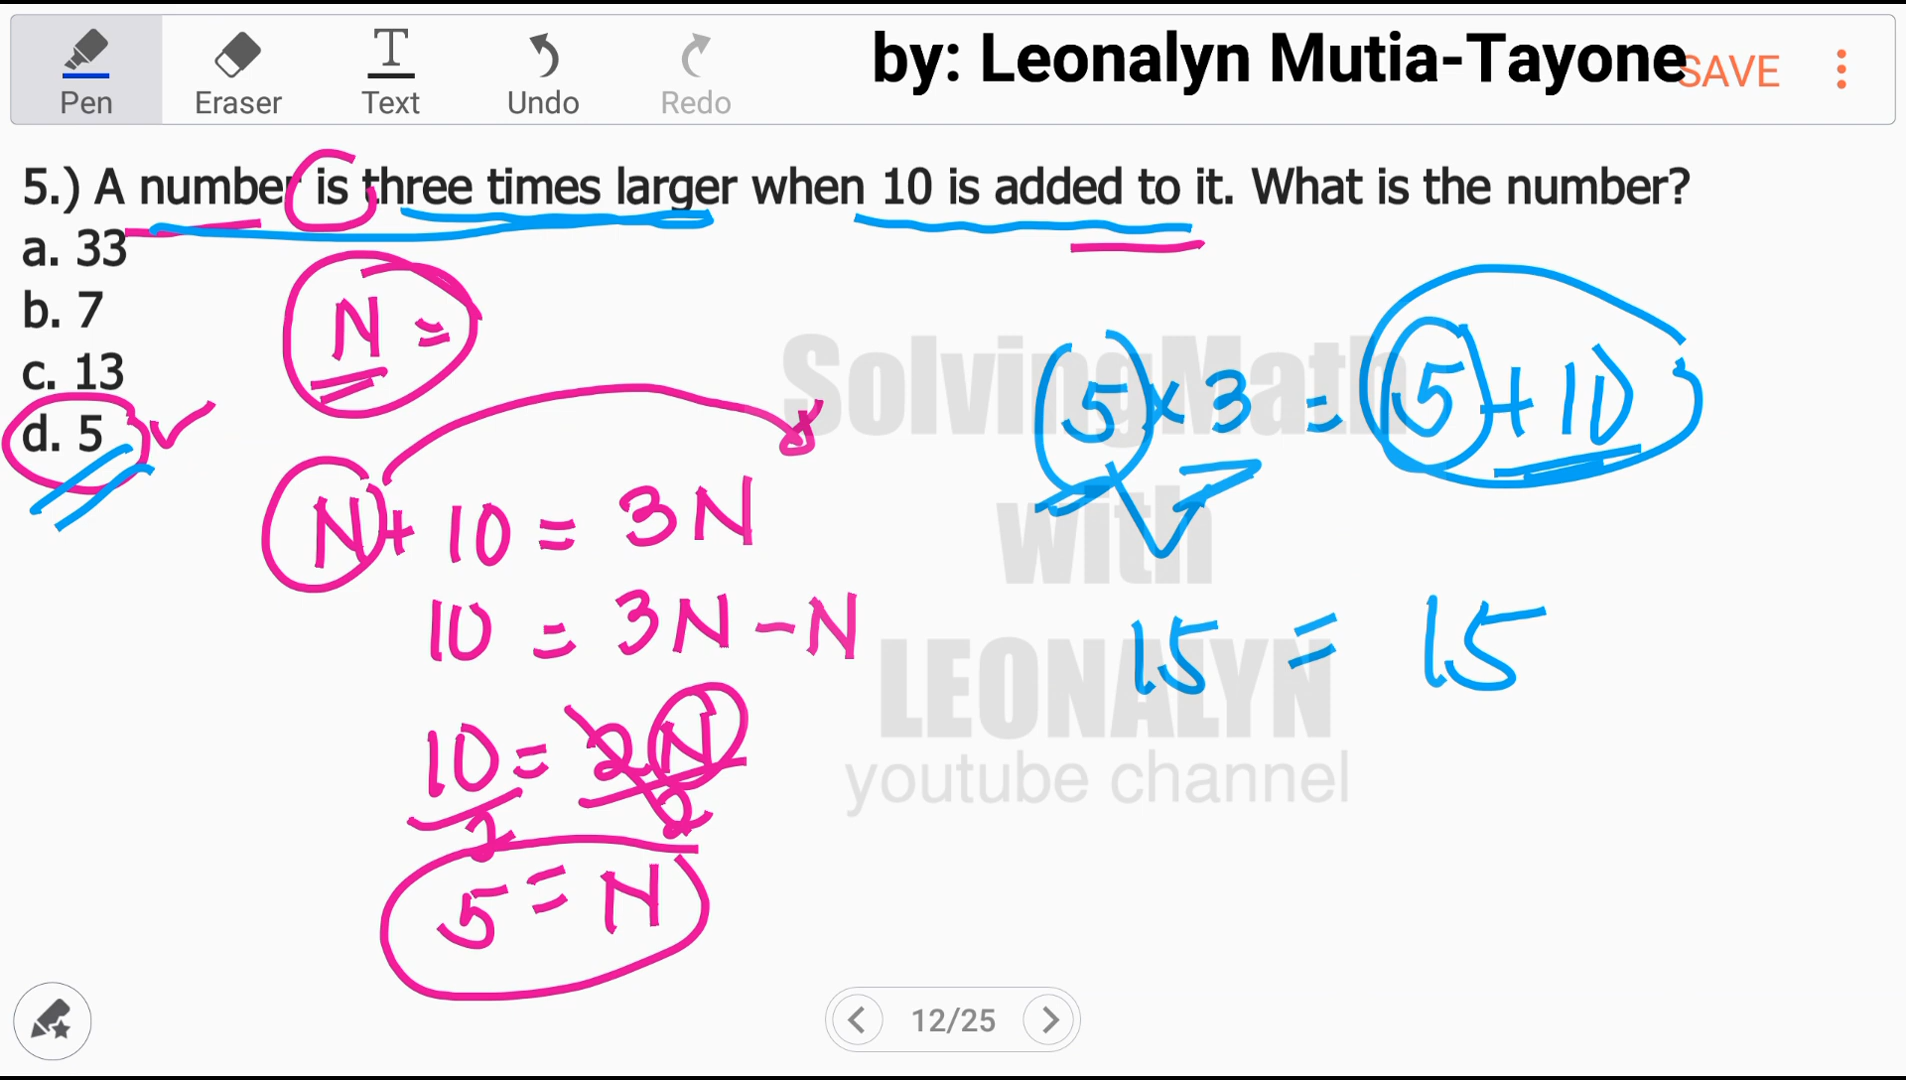 by: Leonalyn Mutia-Tayone
Pen Eraser Text Undo Redo SAVE
5.) A number is three times larger when 10 is added to it. What is the number?
a. 33
b. 7
c. 13
d. 5
N =
N + 10 = 3N
10 = 3N - N
10 = 2N
2 2
5 = N
5 × 3 = 5 + 10
15 = 15
SolvingMath
with
LEONALYN
youtube channel
12/25